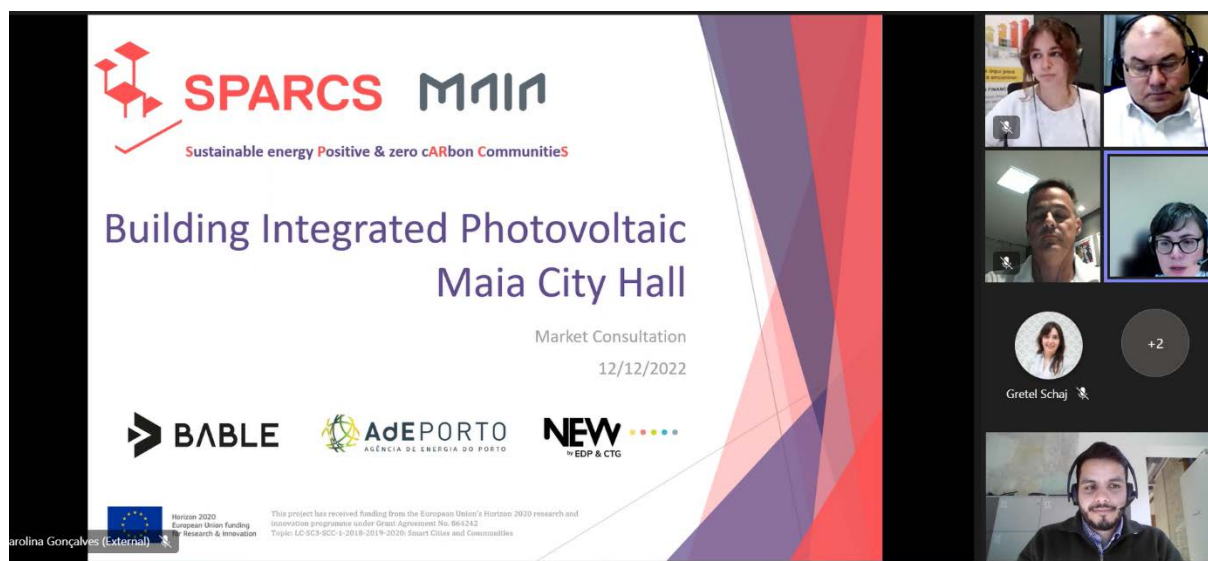 SPARCS MAIA
Sustainable energy Positive & zero cARbon CommunitieS
Building Integrated Photovoltaic
Maia City Hall
Market Consultation
12/12/2022
BABLE
AdEPORTO
AGÊNCIA DE ENERGIA DO PORTO
NEW
by EDP & CTG
Horizon 2020
European Union funding
for Research & Innovation
This project has received funding from the European Union's Horizon 2020 research and
innovation programme under Grant Agreement No. 864242
Topic: LC-SC3-SCC-1-2018-2019-2020: Smart Cities and Communities
arolina Gonçalves (External)
+2
Gretel Schaj